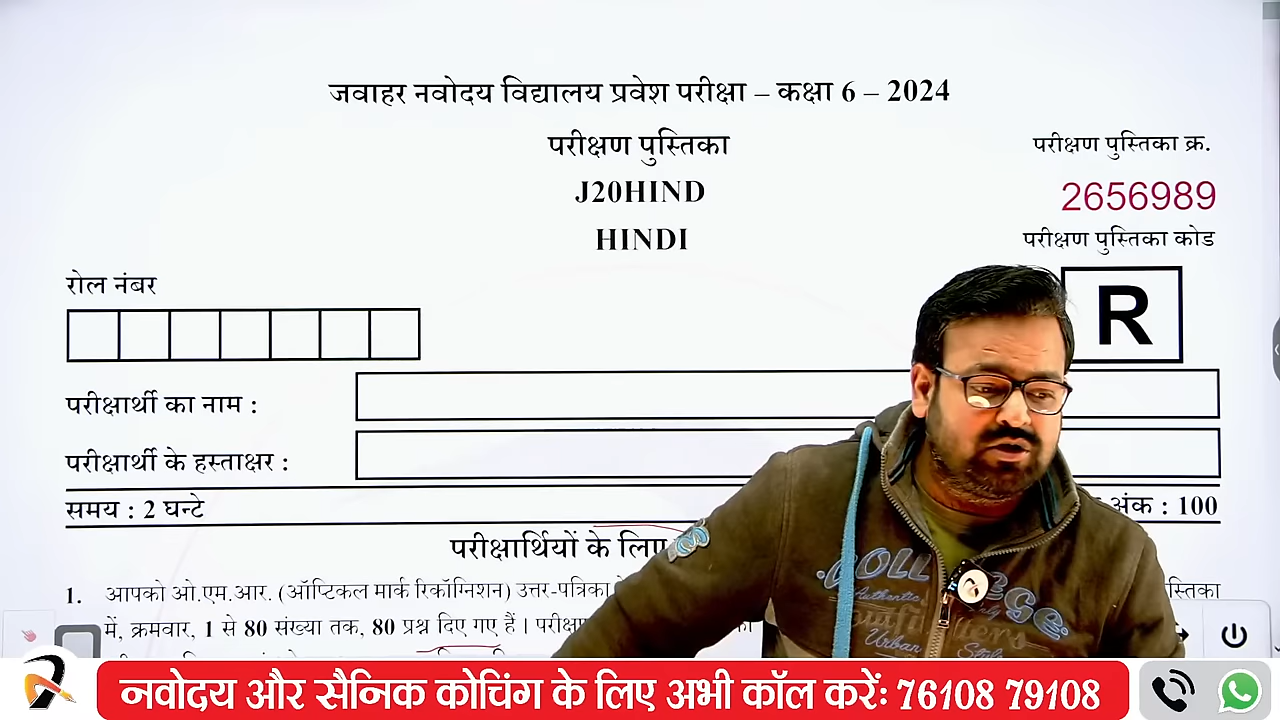 जवाहर नवोदय विद्यालय प्रवेश परीक्षा – कक्षा 6 – 2024
परीक्षण पुस्तिका
परीक्षण पुस्तिका क्र.
J20HIND
2656989
HINDI
परीक्षण पुस्तिका कोड
रोल नंबर
R
परीक्षार्थी का नाम :
परीक्षार्थी के हस्ताक्षर :
समय : 2 घन्टे
अंक : 100
परीक्षार्थियों के लिए
1. आपको ओ.एम.आर. (ऑप्टिकल मार्क रिकॉग्निशन) उत्तर-पत्रिका
में, क्रमवार, 1 से 80 संख्या तक, 80 प्रश्न दिए गए हैं ।
Authentic
Urban
नवोदय और सैनिक कोचिंग के लिए अभी कॉल करें: 76108 79108